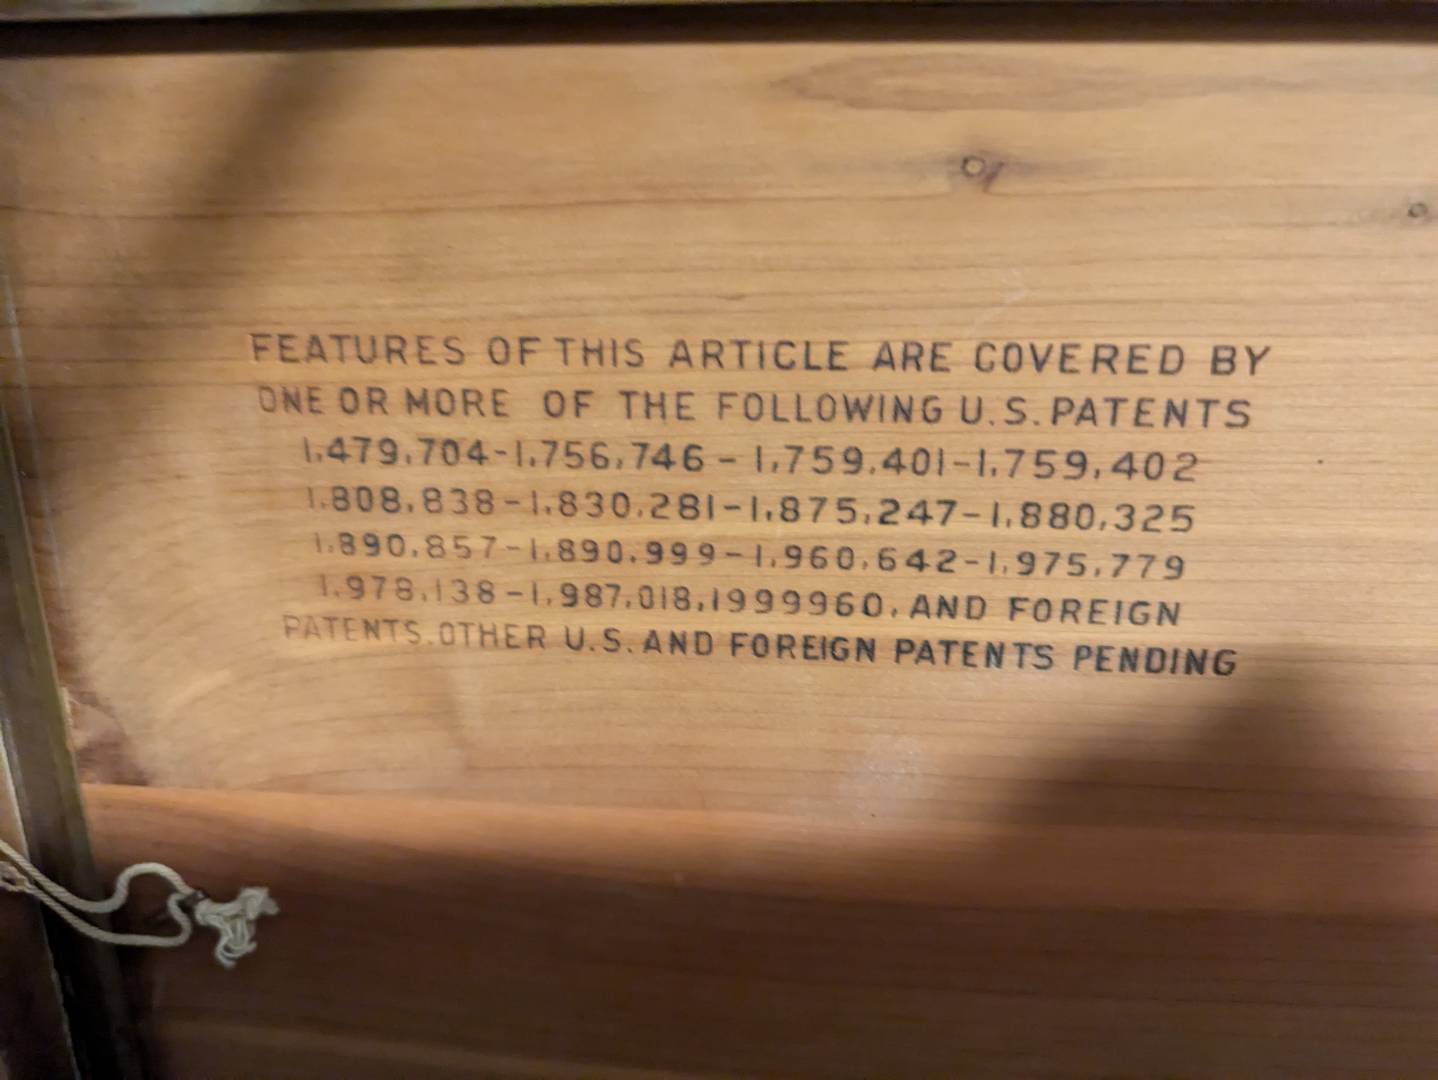 FEATURES OF THIS ARTICLE ARE COVERED BY
ONE OR MORE OF THE FOLLOWING U.S. PATENTS
1,479,704-1,756,746-1,759,401-1,759,402
1,808,838-1,830,281-1,875,247-1,880,325
1,890,857-1,890,999-1,960,642-1,975,779
1,978,138-1,987,018,1999960, AND FOREIGN
PATENTS. OTHER U.S. AND FOREIGN PATENTS PENDING